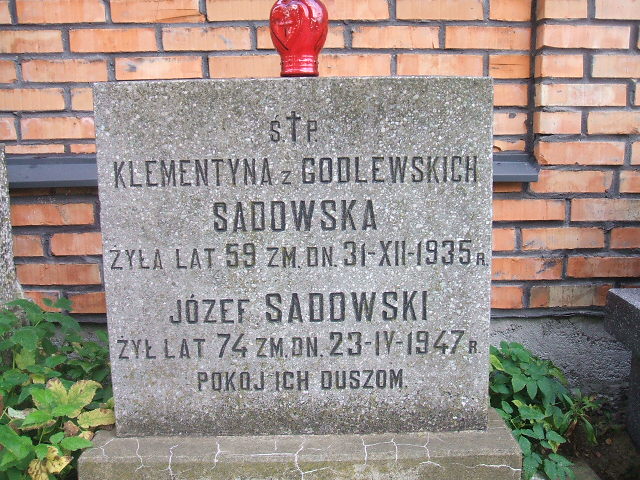 Ś†P.
KLEMENTYNA z GODLEWSKICH
SADOWSKA
ŻYŁA LAT 59 ZM. DN. 31-XII-1935 R.
JÓZEF SADOWSKI
ŻYŁ LAT 74 ZM. DN. 23-IV-1947 R.
POKÓJ ICH DUSZOM.